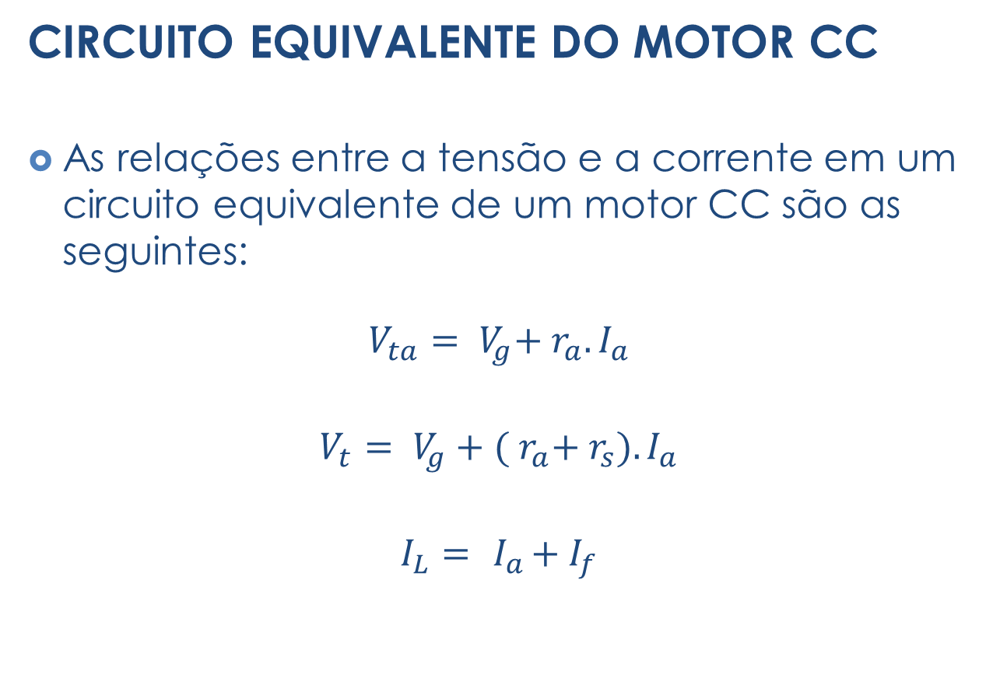 CIRCUITO EQUIVALENTE DO MOTOR CC
As relações entre a tensão e a corrente em um
circuito equivalente de um motor CC são as
seguintes:
V_{ta} = V_g + r_a . I_a
V_t = V_g + ( r_a + r_s ) . I_a
I_L = I_a + I_f